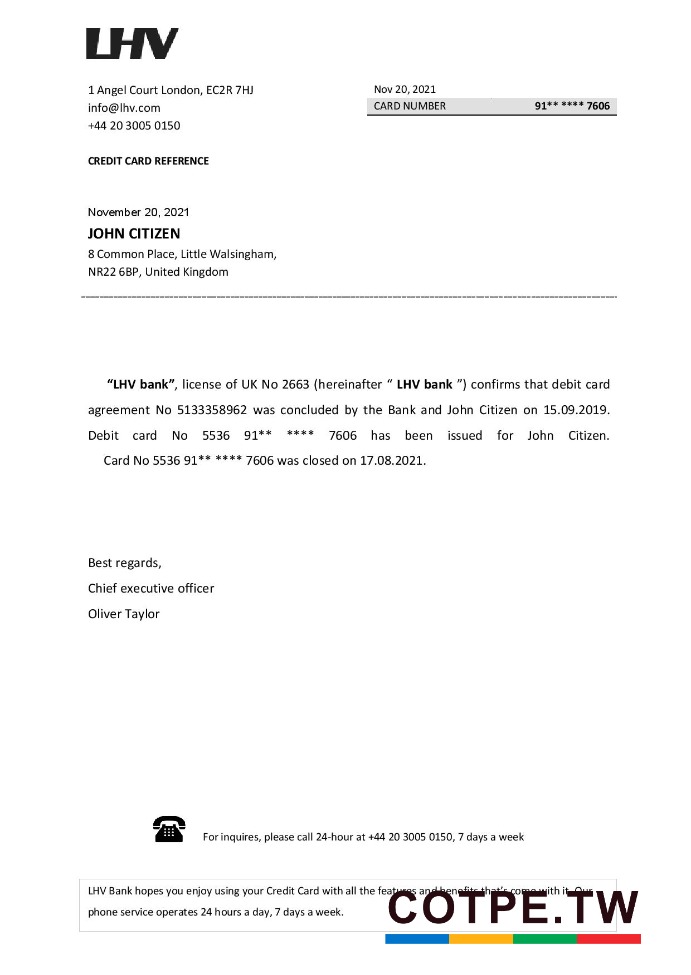 LHV
1 Angel Court London, EC2R 7HJ
info@lhv.com
+44 20 3005 0150
Nov 20, 2021
CARD NUMBER 91** **** 7606
CREDIT CARD REFERENCE
November 20, 2021
JOHN CITIZEN
8 Common Place, Little Walsingham,
NR22 6BP, United Kingdom
“LHV bank”, license of UK No 2663 (hereinafter “ LHV bank ”) confirms that debit card
agreement No 5133358962 was concluded by the Bank and John Citizen on 15.09.2019.
Debit card No 5536 91** **** 7606 has been issued for John Citizen.
Card No 5536 91** **** 7606 was closed on 17.08.2021.
Best regards,
Chief executive officer
Oliver Taylor
For inquires, please call 24-hour at +44 20 3005 0150, 7 days a week
LHV Bank hopes you enjoy using your Credit Card with all the features and benefits that’s come with it. Our
phone service operates 24 hours a day, 7 days a week.
COTPE.TW